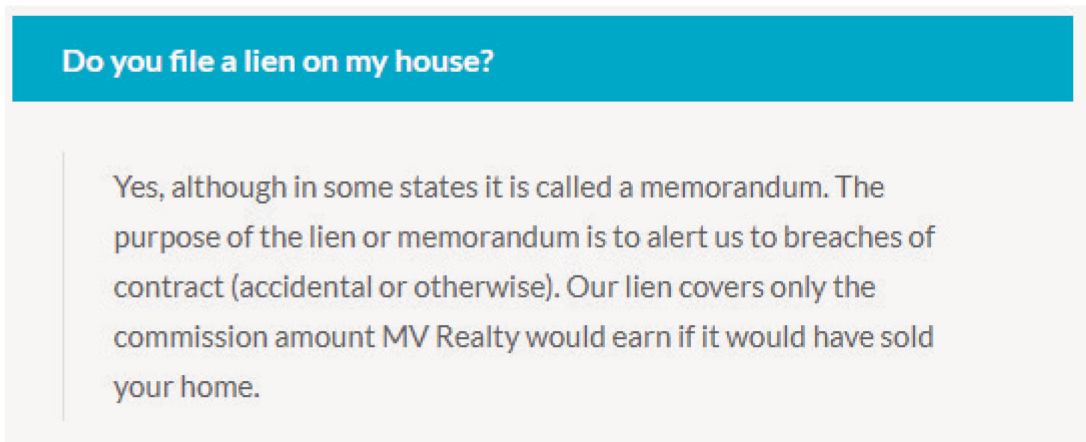 Do you file a lien on my house?
Yes, although in some states it is called a memorandum. The
purpose of the lien or memorandum is to alert us to breaches of
contract (accidental or otherwise). Our lien covers only the
commission amount MV Realty would earn if it would have sold
your home.